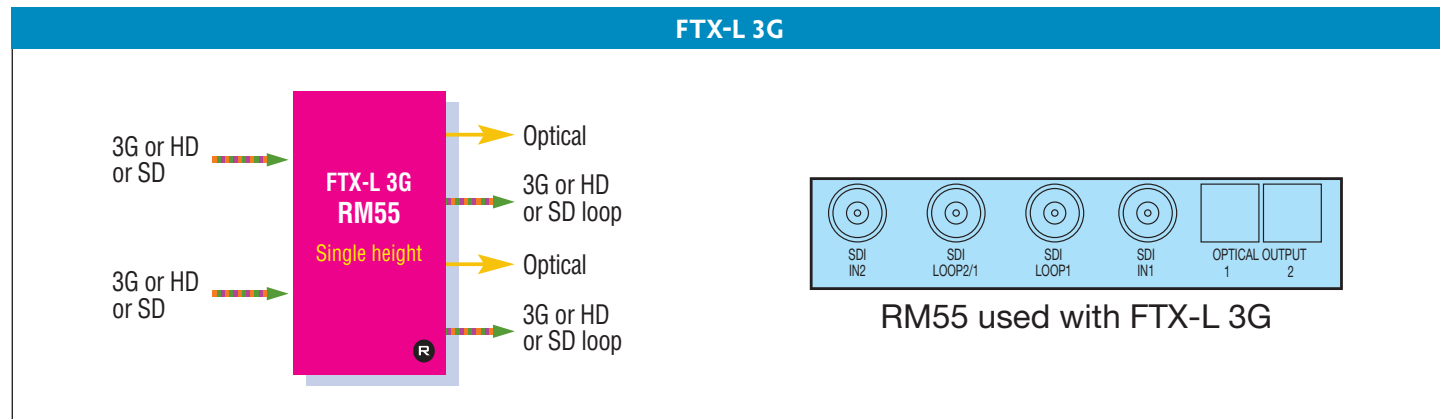 FTX-L 3G
3G or HD
or SD
3G or HD
or SD
FTX-L 3G
RM55
Single height
R
Optical
3G or HD
or SD loop
Optical
3G or HD
or SD loop
SDI
IN2
SDI
LOOP2/1
SDI
LOOP1
SDI
IN1
OPTICAL OUTPUT
1 2
RM55 used with FTX-L 3G